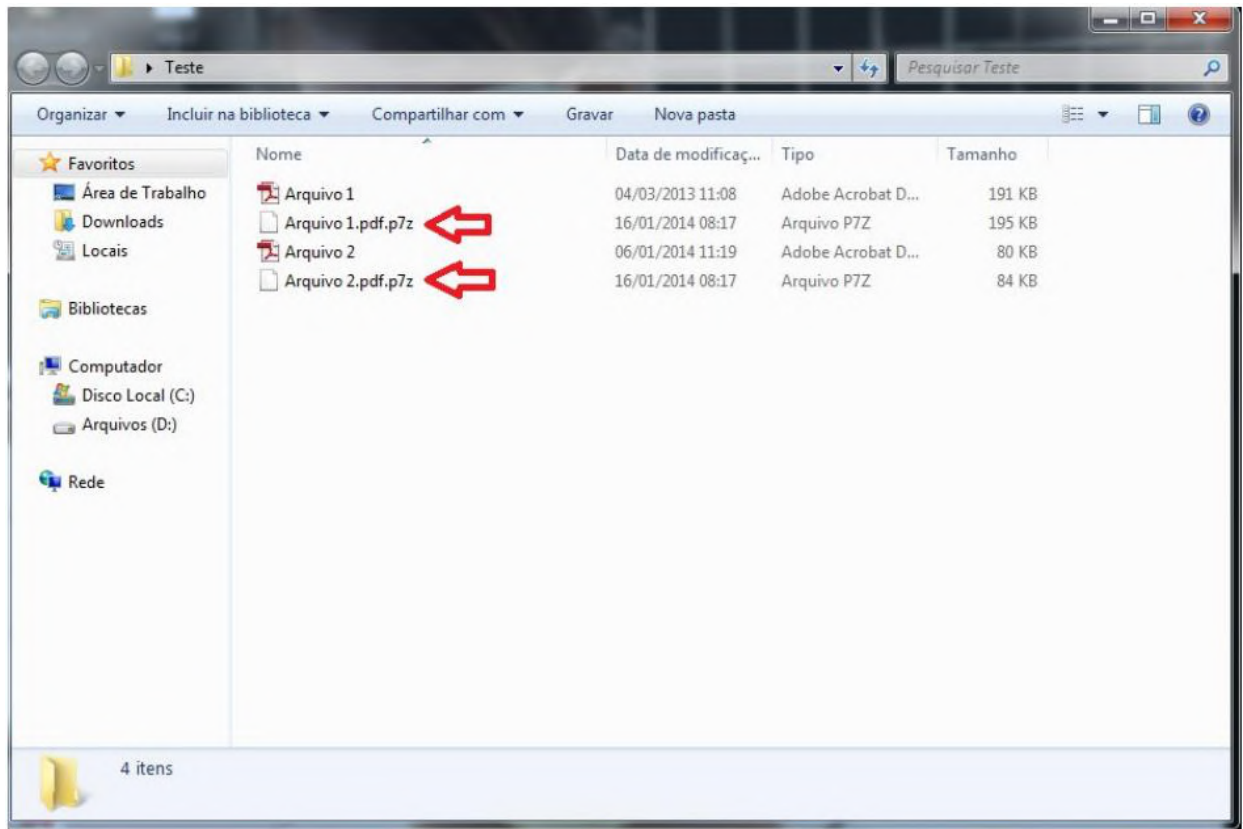 Teste
Pesquisar Teste
Organizar Incluir na biblioteca Compartilhar com Gravar Nova pasta
Favoritos
Área de Trabalho
Downloads
Locais
Bibliotecas
Computador
Disco Local (C:)
Arquivos (D:)
Rede
Nome Data de modificaç... Tipo Tamanho
Arquivo 1 04/03/2013 11:08 Adobe Acrobat D... 191 KB
Arquivo 1.pdf.p7z 16/01/2014 08:17 Arquivo P7Z 195 KB
Arquivo 2 06/01/2014 11:19 Adobe Acrobat D... 80 KB
Arquivo 2.pdf.p7z 16/01/2014 08:17 Arquivo P7Z 84 KB
4 itens